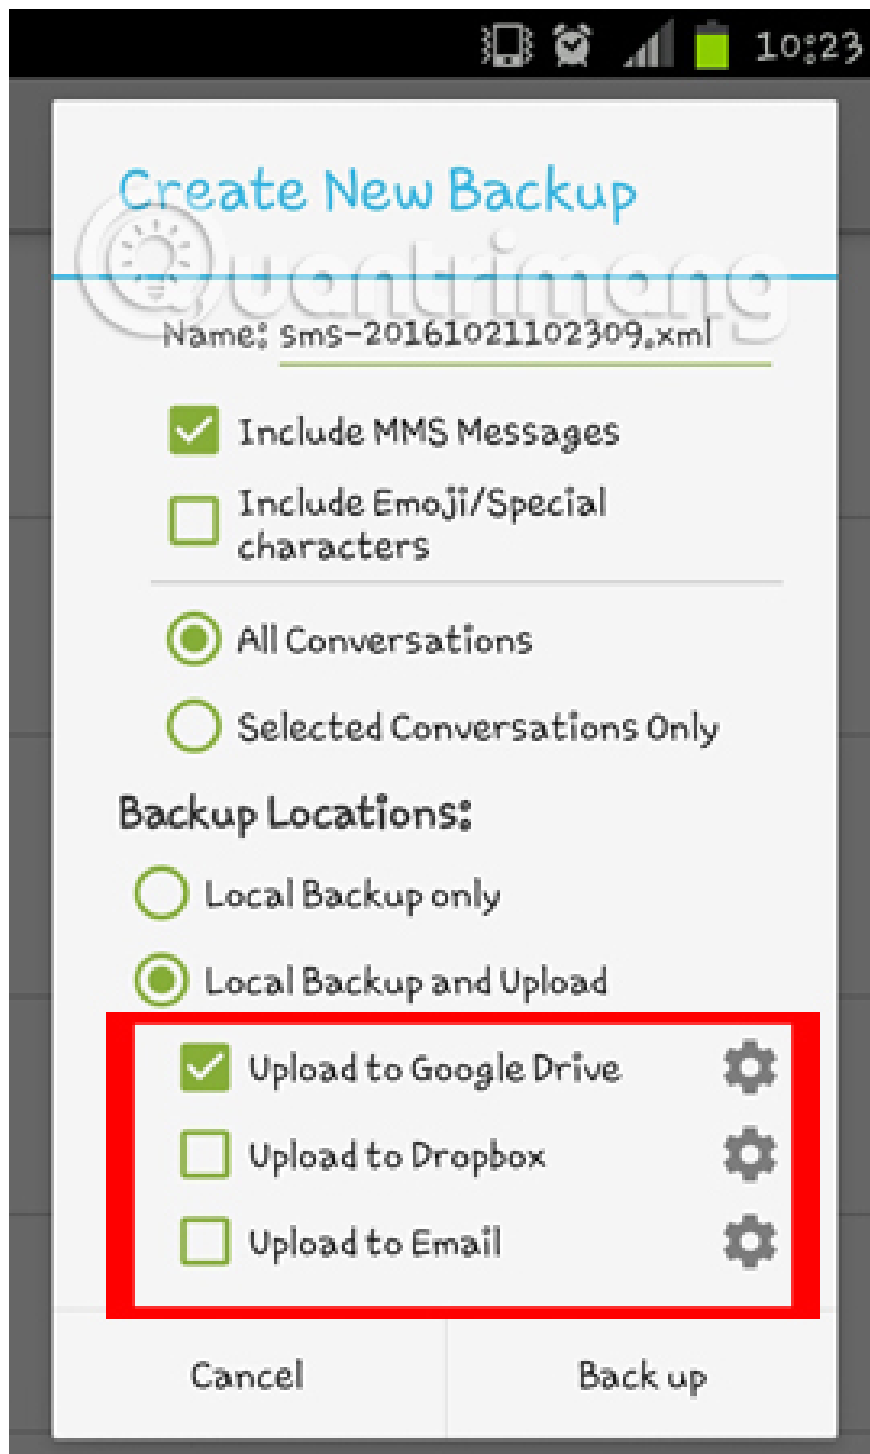 10:23
Create New Backup
Quantrimang
Name: sms-20161021102309.xml
Include MMS Messages
Include Emoji/Special
characters
All Conversations
Selected Conversations Only
Backup Locations:
Local Backup only
Local Backup and Upload
Upload to Google Drive
Upload to Dropbox
Upload to Email
Cancel
Back up